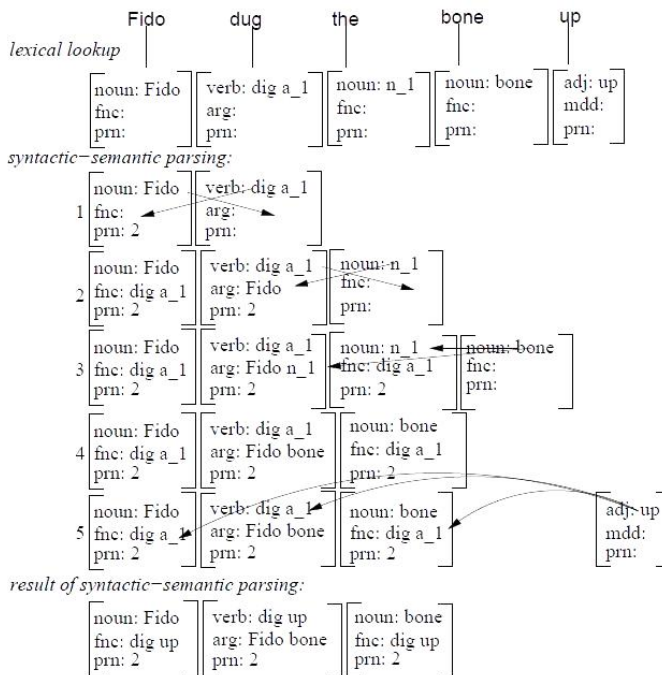 Fido dug the bone up
lexical lookup
noun: Fido verb: dig a_1 noun: n_1 noun: bone adj: up
fnc: arg: fnc: fnc: mdd:
prn: prn: prn: prn: prn:
syntactic–semantic parsing:
noun: Fido verb: dig a_1
1 fnc: arg:
prn: 2 prn:
noun: Fido verb: dig a_1 noun: n_1
2 fnc: dig a_1 arg: Fido fnc:
prn: 2 prn: 2 prn:
noun: Fido verb: dig a_1 noun: n_1 noun: bone
3 fnc: dig a_1 arg: Fido n_1 fnc: dig a_1 fnc:
prn: 2 prn: 2 prn: 2 prn:
noun: Fido verb: dig a_1 noun: bone
4 fnc: dig a_1 arg: Fido bone fnc: dig a_1
prn: 2 prn: 2 prn: 2
noun: Fido verb: dig a_1 noun: bone adj: up
5 fnc: dig a_1 arg: Fido bone fnc: dig a_1 mdd:
prn: 2 prn: 2 prn: 2 prn:
result of syntactic–semantic parsing:
noun: Fido verb: dig up noun: bone
fnc: dig up arg: Fido bone fnc: dig up
prn: 2 prn: 2 prn: 2